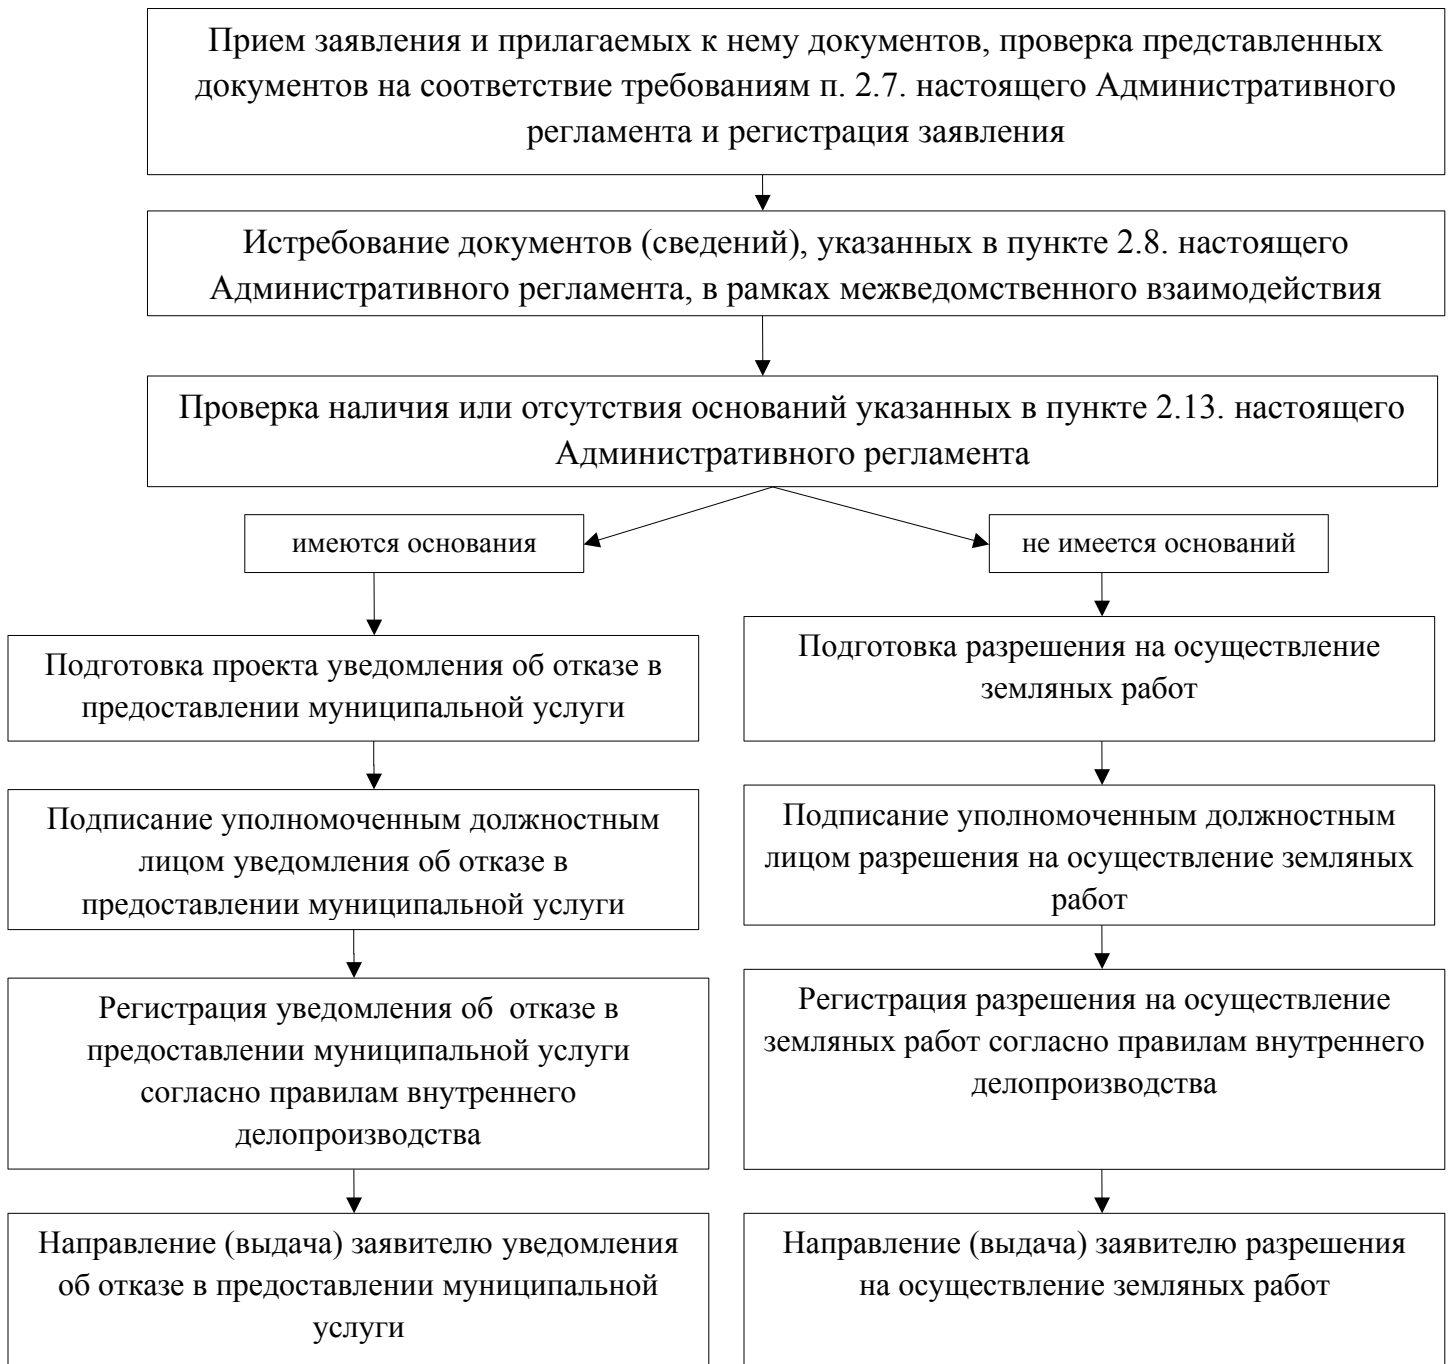 Прием заявления и прилагаемых к нему документов, проверка представленных
документов на соответствие требованиям п. 2.7. настоящего Административного
регламента и регистрация заявления
Истребование документов (сведений), указанных в пункте 2.8. настоящего
Административного регламента, в рамках межведомственного взаимодействия
Проверка наличия или отсутствия оснований указанных в пункте 2.13. настоящего
Административного регламента
имеются основания
не имеется оснований
Подготовка проекта уведомления об отказе в
предоставлении муниципальной услуги
Подготовка разрешения на осуществление
земляных работ
Подписание уполномоченным должностным
лицом уведомления об отказе в
предоставлении муниципальной услуги
Подписание уполномоченным должностным
лицом разрешения на осуществление земляных
работ
Регистрация уведомления об  отказе в
предоставлении муниципальной услуги
согласно правилам внутреннего
делопроизводства
Регистрация разрешения на осуществление
земляных работ согласно правилам внутреннего
делопроизводства
Направление (выдача) заявителю уведомления
об отказе в предоставлении муниципальной
услуги
Направление (выдача) заявителю разрешения
на осуществление земляных работ